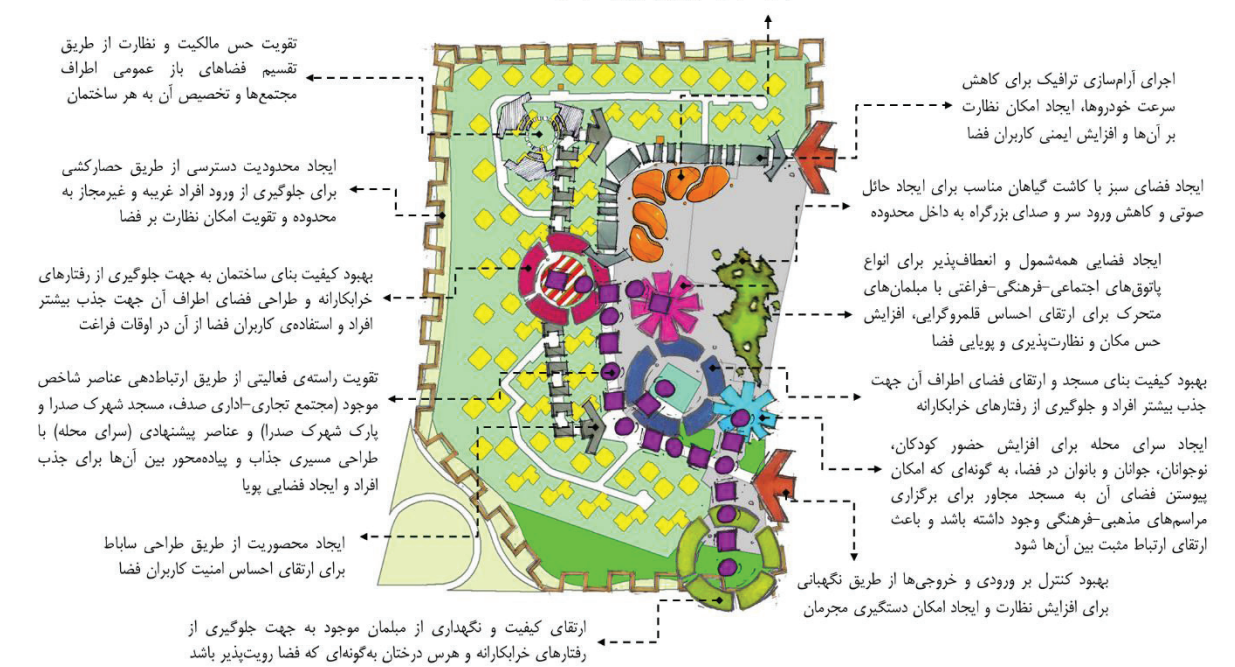 تقویت حس مالکیت و نظارت از طریق
تقسیم فضاهای باز عمومی اطراف
مجتمع‌ها و تخصیص آن به هر ساختمان
ایجاد محدودیت دسترسی از طریق حصارکشی
برای جلوگیری از ورود افراد غریبه و غیرمجاز به
محدوده و تقویت امکان نظارت بر فضا
بهبود کیفیت بنای ساختمان به جهت جلوگیری از رفتارهای
خرابکارانه و طراحی فضای اطراف آن جهت جذب بیشتر
افراد و استفاده‌ی کاربران فضا از آن در اوقات فراغت
تقویت راسته‌ی فعالیتی از طریق ارتباط‌دهی عناصر شاخص
موجود (مجتمع تجاری–اداری صدف، مسجد شهرک صدرا و
پارک شهرک صدرا) و عناصر پیشنهادی (سرای محله) با
طراحی مسیری جذاب و پیاده‌محور بین آن‌ها برای جذب
افراد و ایجاد فضایی پویا
ایجاد محصوریت از طریق طراحی ساباط
برای ارتقای احساس امنیت کاربران فضا
ارتقای کیفیت و نگهداری از مبلمان موجود به جهت جلوگیری از
رفتارهای خرابکارانه و هرس درختان به‌گونه‌ای که فضا رویت‌پذیر باشد
اجرای آرام‌سازی ترافیک برای کاهش
سرعت خودروها، ایجاد امکان نظارت
بر آن‌ها و افزایش ایمنی کاربران فضا
ایجاد فضای سبز با کاشت گیاهان مناسب برای ایجاد حائل
صوتی و کاهش ورود سر و صدای بزرگراه به داخل محدوده
ایجاد فضایی همه‌شمول و انعطاف‌پذیر برای انواع
پاتوق‌های اجتماعی–فرهنگی–فراغتی با مبلمان‌های
متحرک برای ارتقای احساس قلمروگرایی، افزایش
حس مکان و نظارت‌پذیری و پویایی فضا
بهبود کیفیت بنای مسجد و ارتقای فضای اطراف آن جهت
جذب بیشتر افراد و جلوگیری از رفتارهای خرابکارانه
ایجاد سرای محله برای افزایش حضور کودکان،
نوجوانان، جوانان و بانوان در فضا، به گونه‌ای که امکان
پیوستن فضای آن به مسجد مجاور برای برگزاری
مراسم‌های مذهبی–فرهنگی وجود داشته باشد و باعث
ارتقای ارتباط مثبت بین آن‌ها شود
بهبود کنترل بر ورودی و خروجی‌ها از طریق نگهبانی
برای افزایش نظارت و ایجاد امکان دستگیری مجرمان